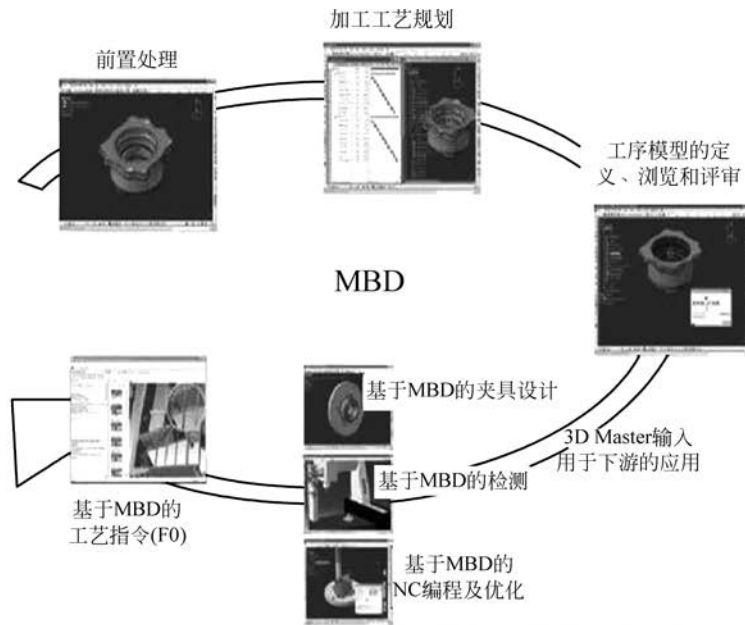 加工工艺规划
前置处理
工序模型的定
义、浏览和评审
MBD
基于MBD的夹具设计
3D Master输入
用于下游的应用
基于MBD的检测
基于MBD的
工艺指令(F0)
基于MBD的
NC编程及优化